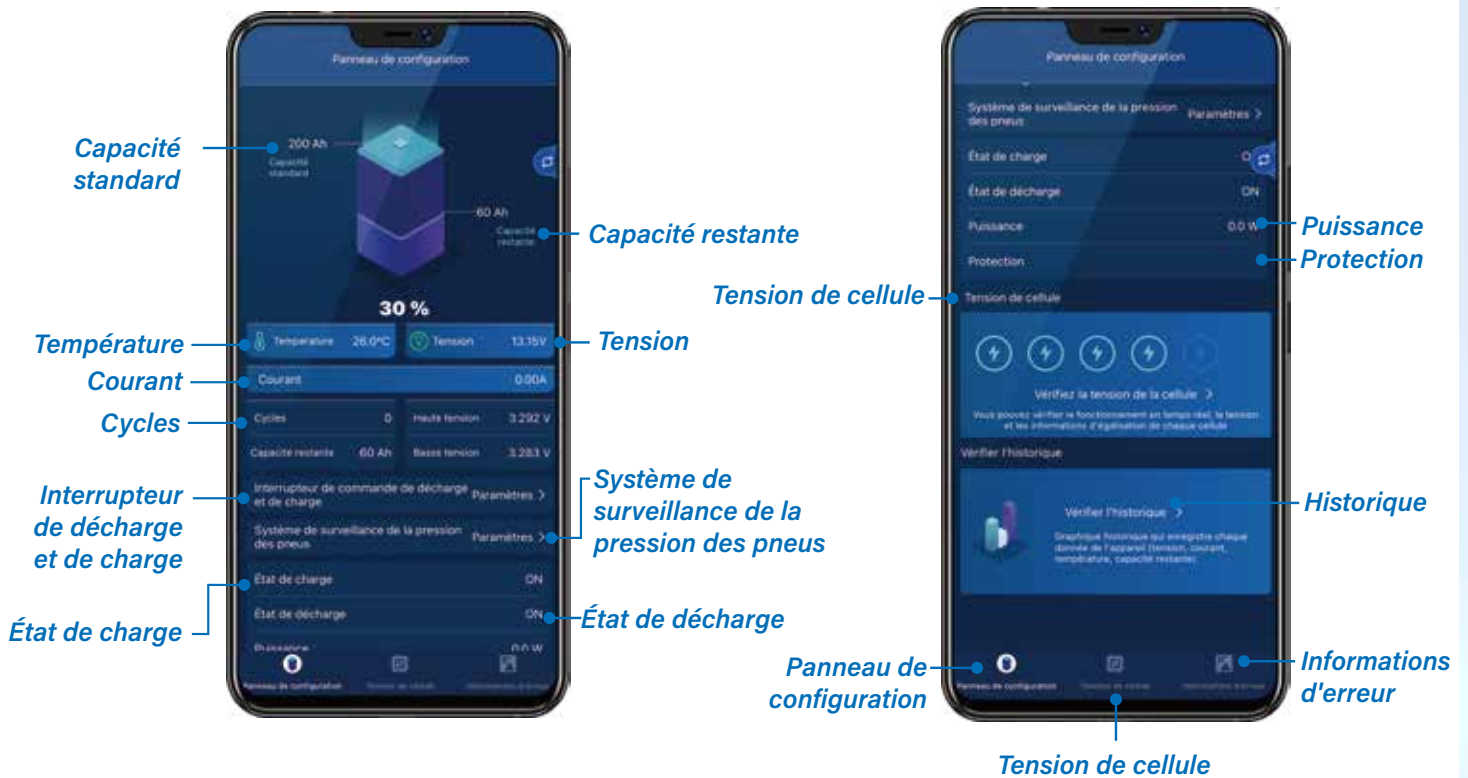 Panneau de configuration
200 Ah
Capacité
standard
Capacité
standard
60 Ah
Capacité
restante
Capacité restante
30 %
Température
Température 26.0°C
Tension 13.15V
Tension
Courant
Courant 0.00A
Cycles
Cycles 0
Haute tension 3.292 V
Capacité restante 60 Ah
Basse tension 3.283 V
Interrupteur
de décharge
et de charge
Interrupteur de commande de décharge
et de charge
Paramètres >
Système de surveillance de la pression
des pneus
Paramètres >
Système de
surveillance de la
pression des pneus
État de charge ON
État de charge
État de décharge ON
État de décharge
Puissance 0.0 W
Panneau de configuration
Panneau de configuration
Système de surveillance de la pression
des pneus
Paramètres >
État de charge
État de décharge ON
Puissance 0.0 W
Puissance
Protection
Protection
Tension de cellule
Tension de cellule
Vérifiez la tension de la cellule >
Vous pouvez vérifier le fonctionnement en temps réel, la tension
et les informations d'égalisation de chaque cellule
Vérifier l'historique
Vérifier l'historique >
Graphique historique qui enregistre chaque
donnée de l'appareil (tension, courant,
température, capacité restante)
Historique
Panneau de
configuration
Panneau de configuration
Informations
d'erreur
Tension de cellule